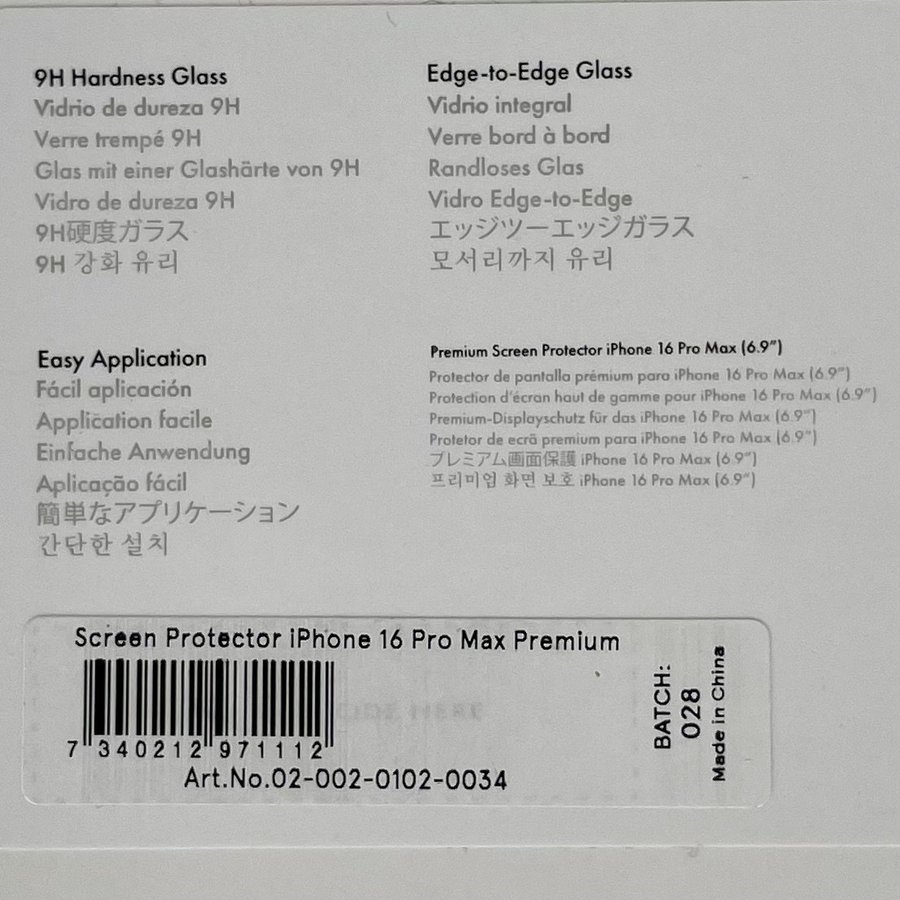 9H Hardness Glass
Vidrio de dureza 9H
Verre trempé 9H
Glas mit einer Glashärte von 9H
Vidro de dureza 9H
9H硬度ガラス
9H 강화 유리
Edge-to-Edge Glass
Vidrio integral
Verre bord à bord
Randloses Glas
Vidro Edge-to-Edge
エッジツーエッジガラス
모서리까지 유리
Easy Application
Fácil aplicación
Application facile
Einfache Anwendung
Aplicação fácil
簡単なアプリケーション
간단한 설치
Premium Screen Protector iPhone 16 Pro Max (6.9″)
Protector de pantalla prémium para iPhone 16 Pro Max (6.9″)
Protection d'écran haut de gamme pour iPhone 16 Pro Max (6.9″)
Premium-Displayschutz für das iPhone 16 Pro Max (6.9″)
Protetor de ecrã premium para iPhone 16 Pro Max (6.9″)
プレミアム画面保護 iPhone 16 Pro Max (6.9″)
프리미엄 화면 보호 iPhone 16 Pro Max (6.9″)
Screen Protector iPhone 16 Pro Max Premium
7 340212 971112
Art.No.02-002-0102-0034
BATCH:
028
Made in China